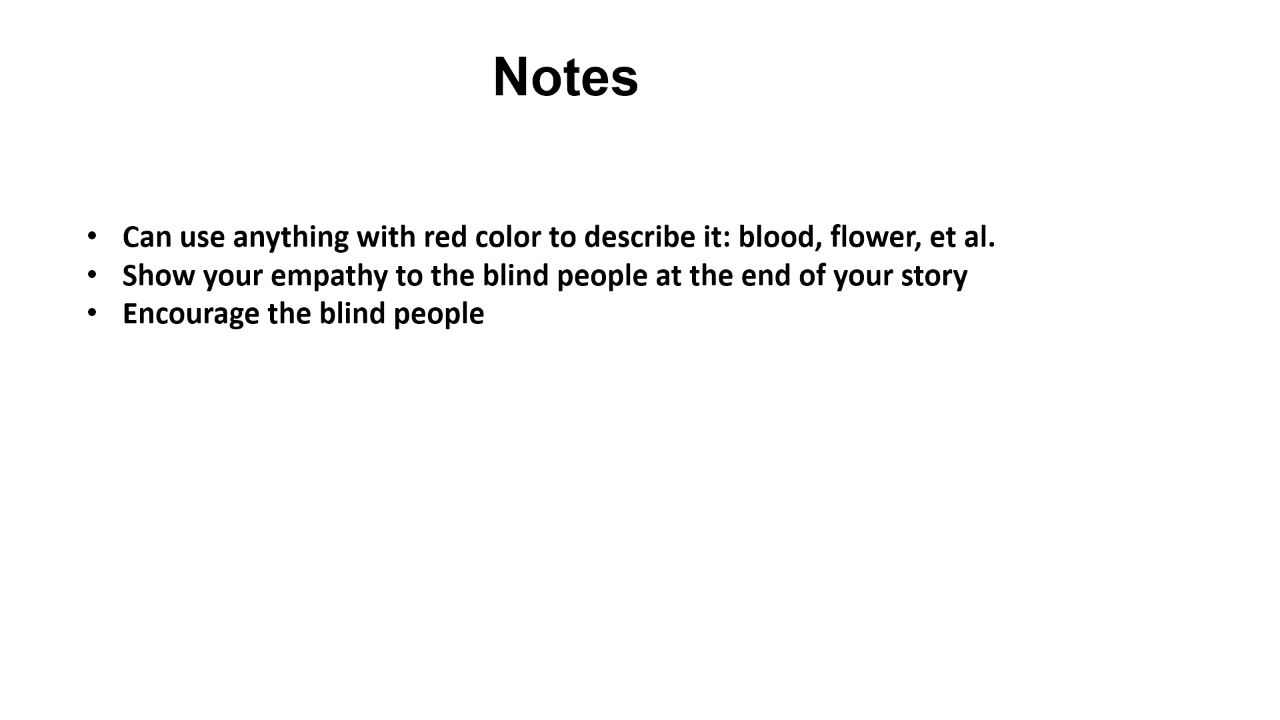 Notes
• Can use anything with red color to describe it: blood, flower, et al.
• Show your empathy to the blind people at the end of your story
• Encourage the blind people